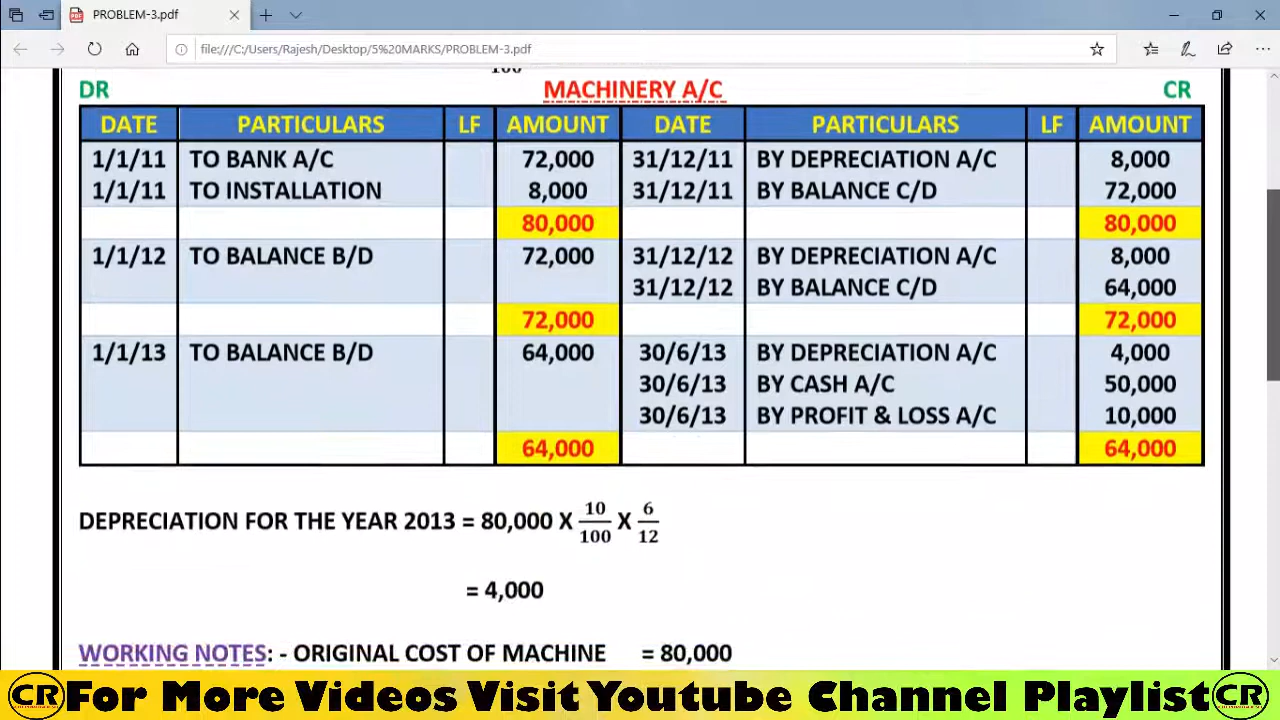 PROBLEM-3.pdf
file:///C:/Users/Rajesh/Desktop/5%20MARKS/PROBLEM-3.pdf
100
DR MACHINERY A/C CR
DATE PARTICULARS LF AMOUNT DATE PARTICULARS LF AMOUNT
1/1/11 TO BANK A/C 72,000 31/12/11 BY DEPRECIATION A/C 8,000
1/1/11 TO INSTALLATION 8,000 31/12/11 BY BALANCE C/D 72,000
80,000 80,000
1/1/12 TO BALANCE B/D 72,000 31/12/12 BY DEPRECIATION A/C 8,000
31/12/12 BY BALANCE C/D 64,000
72,000 72,000
1/1/13 TO BALANCE B/D 64,000 30/6/13 BY DEPRECIATION A/C 4,000
30/6/13 BY CASH A/C 50,000
30/6/13 BY PROFIT & LOSS A/C 10,000
64,000 64,000
DEPRECIATION FOR THE YEAR 2013 = 80,000 X 10/100 X 6/12
= 4,000
WORKING NOTES: - ORIGINAL COST OF MACHINE = 80,000
CR For More Videos Visit Youtube Channel Playlist CR